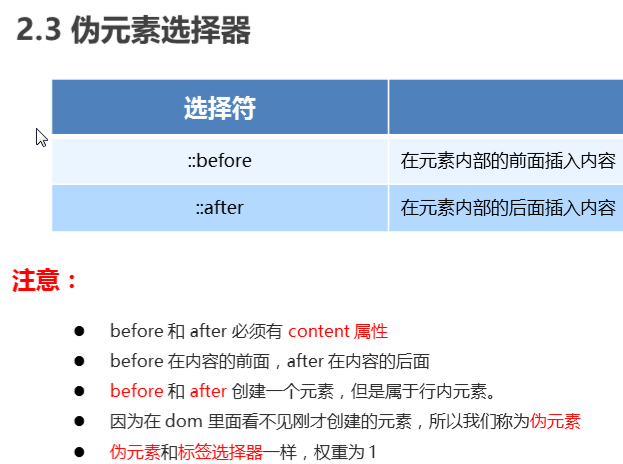 2.3 伪元素选择器
选择符
::before 在元素内部的前面插入内容
::after 在元素内部的后面插入内容
注意：
● before 和 after 必须有 content 属性
● before 在内容的前面，after 在内容的后面
● before 和 after 创建一个元素，但是属于行内元素。
● 因为在 dom 里面看不见刚才创建的元素，所以我们称为伪元素
● 伪元素和标签选择器一样，权重为 1